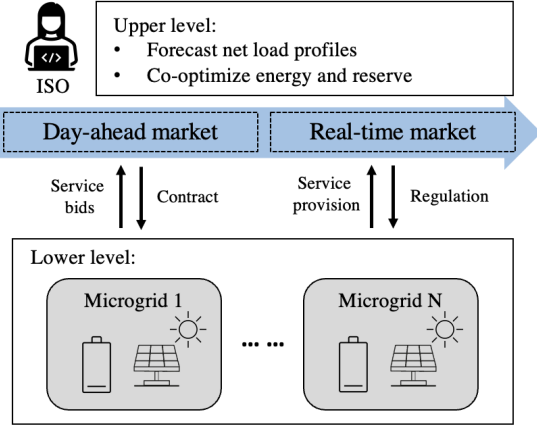 Upper level:
• Forecast net load profiles
• Co-optimize energy and reserve
</>
ISO
Day-ahead market
Real-time market
Service
bids
Contract
Service
provision
Regulation
Lower level:
Microgrid 1
... ...
Microgrid N